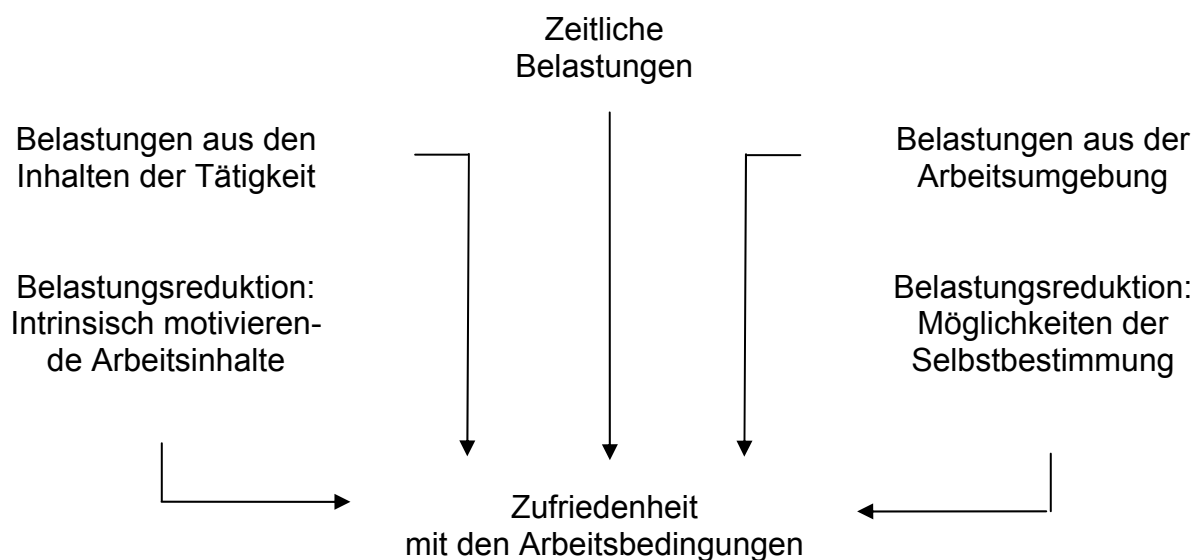 Zeitliche
Belastungen
Belastungen aus den
Inhalten der Tätigkeit
Belastungen aus der
Arbeitsumgebung
Belastungsreduktion:
Intrinsisch motivieren-
de Arbeitsinhalte
Belastungsreduktion:
Möglichkeiten der
Selbstbestimmung
Zufriedenheit
mit den Arbeitsbedingungen